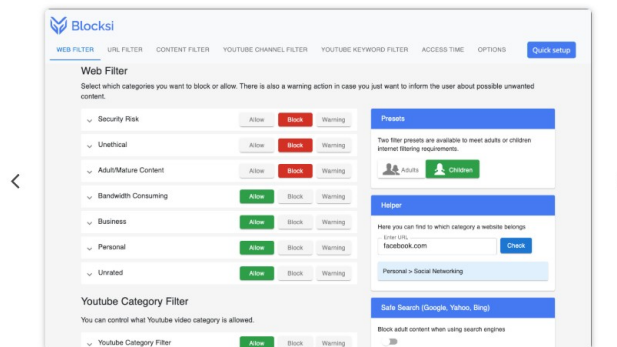 Blocksi
WEB FILTER URL FILTER CONTENT FILTER YOUTUBE CHANNEL FILTER YOUTUBE KEYWORD FILTER ACCESS TIME OPTIONS Quick setup
Web Filter
Select which categories you want to block or allow. There is also a warning action in case you just want to inform the user about possible unwanted
content.
Security Risk Allow Block Warning
Unethical Allow Block Warning
Adult/Mature Content Allow Block Warning
Bandwidth Consuming Allow Block Warning
Business Allow Block Warning
Personal Allow Block Warning
Unrated Allow Block Warning
Youtube Category Filter
You can control what Youtube video category is allowed.
Youtube Category Filter Allow Block Warning
Presets
Two filter presets are available to meet adults or children
internet filtering requirements.
Adults Children
Helper
Here you can find to which category a website belongs
Enter URL
facebook.com Check
Personal > Social Networking
Safe Search (Google, Yahoo, Bing)
Block adult content when using search engines